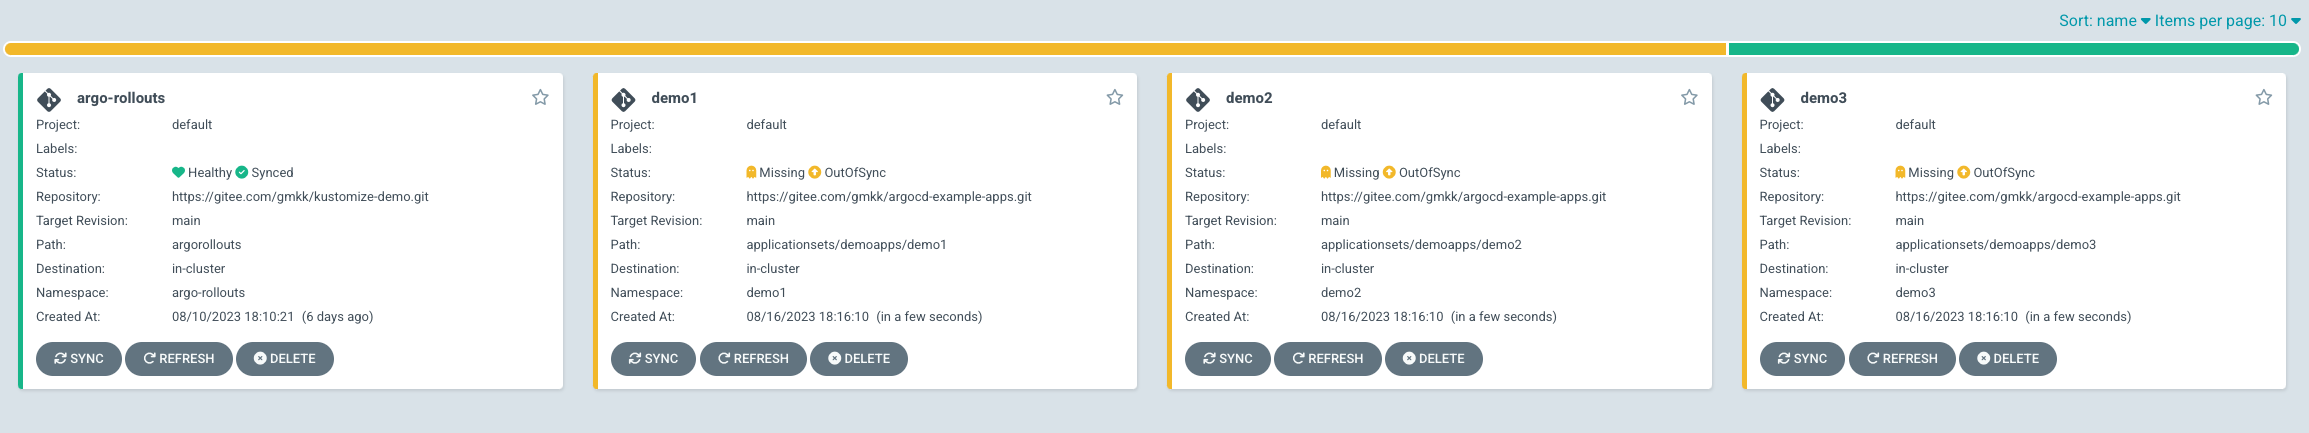 Sort: name Items per page: 10
argo-rollouts
Project: default
Labels:
Status: Healthy Synced
Repository: https://gitee.com/gmkk/kustomize-demo.git
Target Revision: main
Path: argorollouts
Destination: in-cluster
Namespace: argo-rollouts
Created At: 08/10/2023 18:10:21 (6 days ago)
SYNC REFRESH DELETE
demo1
Project: default
Labels:
Status: Missing OutOfSync
Repository: https://gitee.com/gmkk/argocd-example-apps.git
Target Revision: main
Path: applicationsets/demoapps/demo1
Destination: in-cluster
Namespace: demo1
Created At: 08/16/2023 18:16:10 (in a few seconds)
SYNC REFRESH DELETE
demo2
Project: default
Labels:
Status: Missing OutOfSync
Repository: https://gitee.com/gmkk/argocd-example-apps.git
Target Revision: main
Path: applicationsets/demoapps/demo2
Destination: in-cluster
Namespace: demo2
Created At: 08/16/2023 18:16:10 (in a few seconds)
SYNC REFRESH DELETE
demo3
Project: default
Labels:
Status: Missing OutOfSync
Repository: https://gitee.com/gmkk/argocd-example-apps.git
Target Revision: main
Path: applicationsets/demoapps/demo3
Destination: in-cluster
Namespace: demo3
Created At: 08/16/2023 18:16:10 (in a few seconds)
SYNC REFRESH DELETE